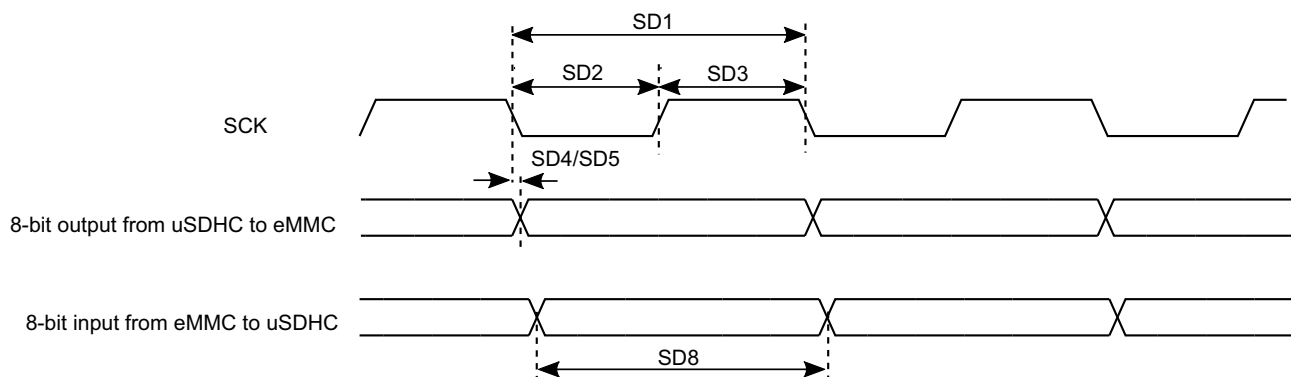 SD1
SD2
SD3
SCK
SD4/SD5
8-bit output from uSDHC to eMMC
8-bit input from eMMC to uSDHC
SD8